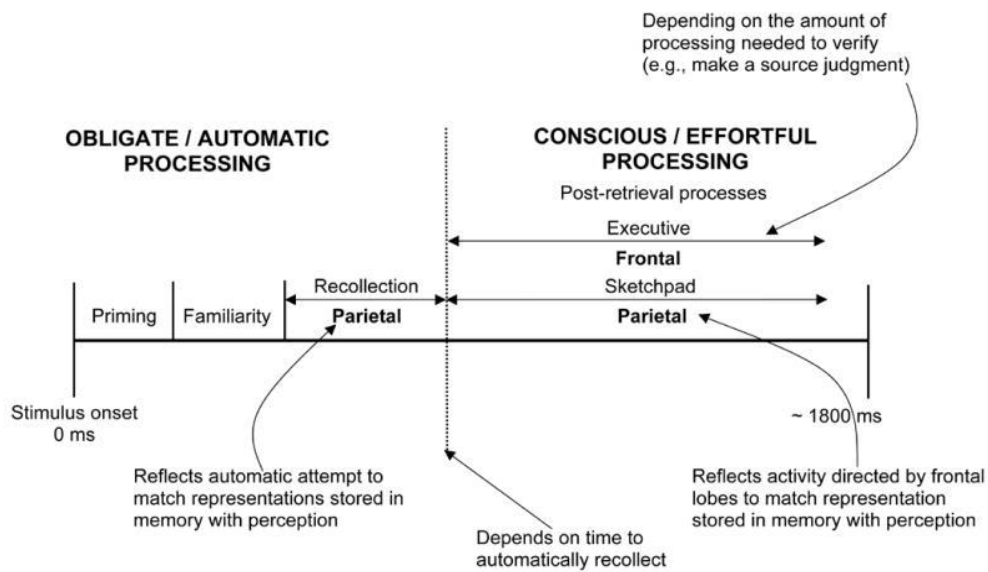 Depending on the amount of
processing needed to verify
(e.g., make a source judgment)
OBLIGATE / AUTOMATIC
PROCESSING
CONSCIOUS / EFFORTFUL
PROCESSING
Post-retrieval processes
Executive
Frontal
Recollection
Sketchpad
Priming
Familiarity
Parietal
Parietal
Stimulus onset
0 ms
~ 1800 ms
Reflects automatic attempt to
match representations stored in
memory with perception
Depends on time to
automatically recollect
Reflects activity directed by frontal
lobes to match representation
stored in memory with perception